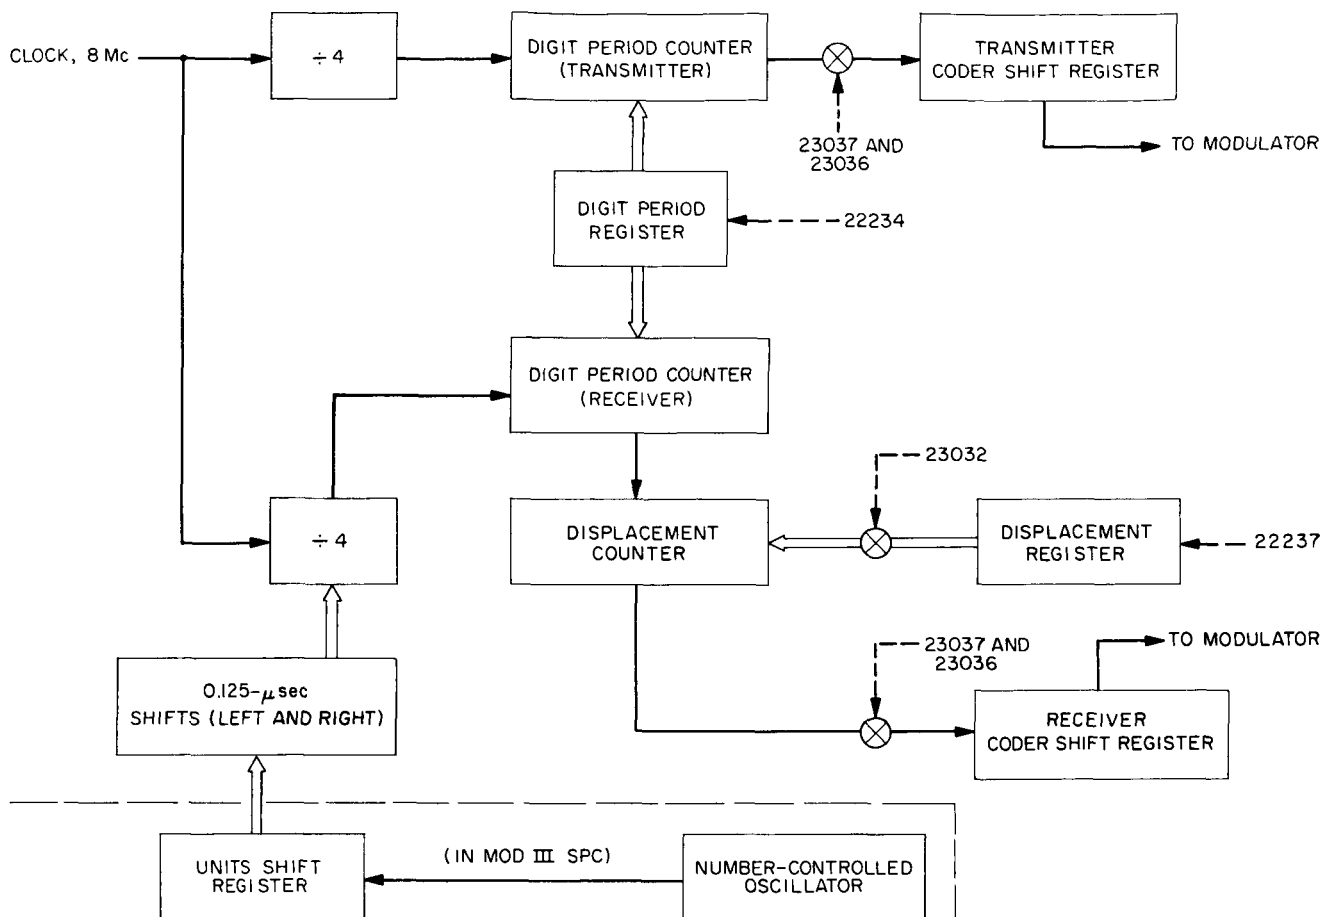 CLOCK, 8 Mc
÷ 4
DIGIT PERIOD COUNTER
(TRANSMITTER)
TRANSMITTER
CODER SHIFT REGISTER
23037 AND
23036
TO MODULATOR
DIGIT PERIOD
REGISTER
22234
DIGIT PERIOD COUNTER
(RECEIVER)
÷ 4
DISPLACEMENT
COUNTER
23032
DISPLACEMENT
REGISTER
22237
23037 AND
23036
TO MODULATOR
0.125-μsec
SHIFTS (LEFT AND RIGHT)
RECEIVER
CODER SHIFT REGISTER
UNITS SHIFT
REGISTER
(IN MOD III SPC)
NUMBER-CONTROLLED
OSCILLATOR